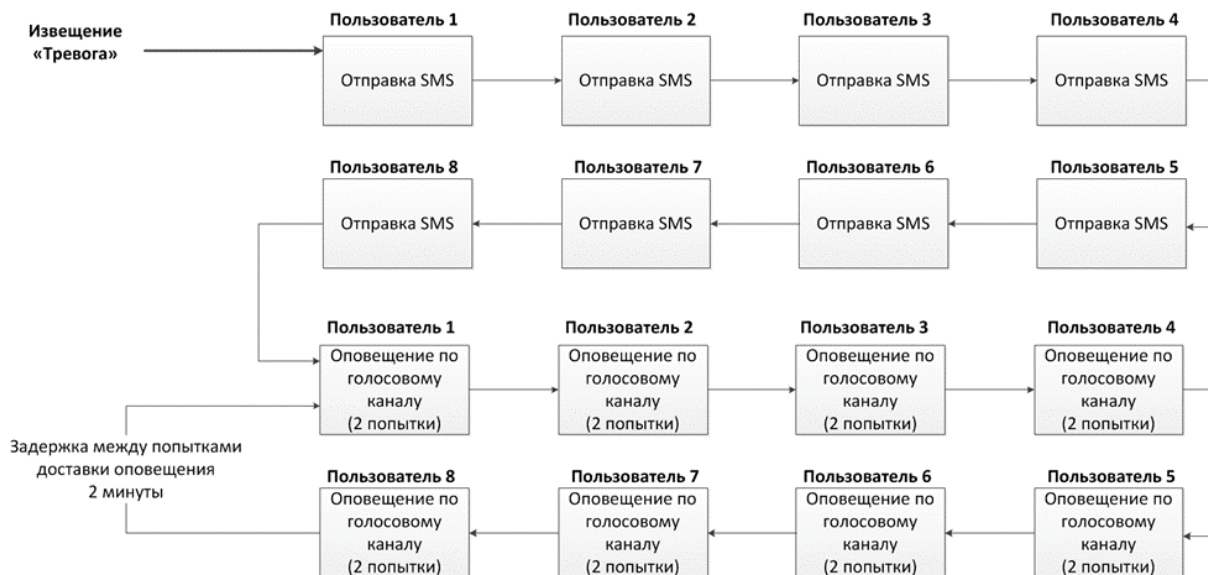 Извещение
«Тревога»
Пользователь 1
Отправка SMS
Пользователь 2
Отправка SMS
Пользователь 3
Отправка SMS
Пользователь 4
Отправка SMS
Пользователь 8
Отправка SMS
Пользователь 7
Отправка SMS
Пользователь 6
Отправка SMS
Пользователь 5
Отправка SMS
Пользователь 1
Оповещение по
голосовому
каналу
(2 попытки)
Пользователь 2
Оповещение по
голосовому
каналу
(2 попытки)
Пользователь 3
Оповещение по
голосовому
каналу
(2 попытки)
Пользователь 4
Оповещение по
голосовому
каналу
(2 попытки)
Задержка между попытками
доставки оповещения
2 минуты
Пользователь 8
Оповещение по
голосовому
каналу
(2 попытки)
Пользователь 7
Оповещение по
голосовому
каналу
(2 попытки)
Пользователь 6
Оповещение по
голосовому
каналу
(2 попытки)
Пользователь 5
Оповещение по
голосовому
каналу
(2 попытки)